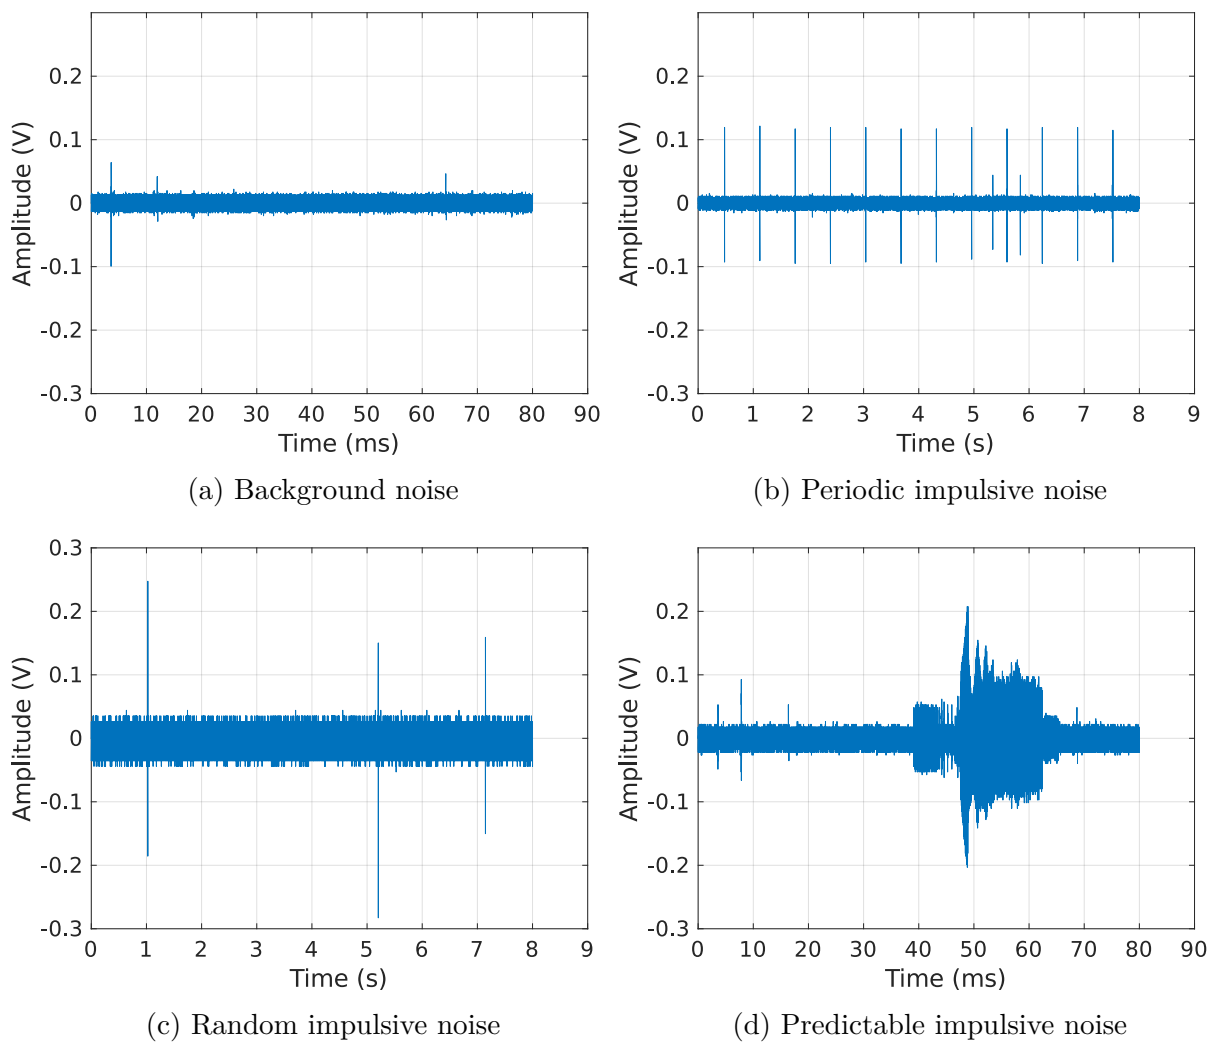 0.2
0.1
0
-0.1
-0.2
-0.3
Amplitude (V)
0 10 20 30 40 50 60 70 80 90
Time (ms)
(a) Background noise
0.2
0.1
0
-0.1
-0.2
-0.3
Amplitude (V)
0 1 2 3 4 5 6 7 8 9
Time (s)
(b) Periodic impulsive noise
0.3
0.2
0.1
0
-0.1
-0.2
-0.3
Amplitude (V)
0 1 2 3 4 5 6 7 8 9
Time (s)
(c) Random impulsive noise
0.2
0.1
0
-0.1
-0.2
-0.3
Amplitude (V)
0 10 20 30 40 50 60 70 80 90
Time (ms)
(d) Predictable impulsive noise